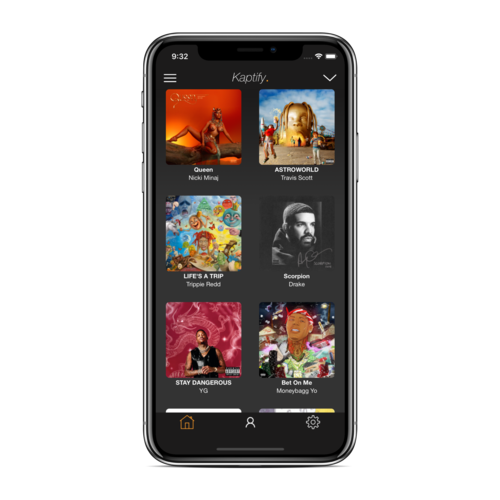 9:32
Kaptify.
Queen
Nicki Minaj
ASTROWORLD
Travis Scott
LIFE'S A TRIP
Trippie Redd
Scorpion
Drake
STAY DANGEROUS
YG
Bet On Me
Moneybagg Yo